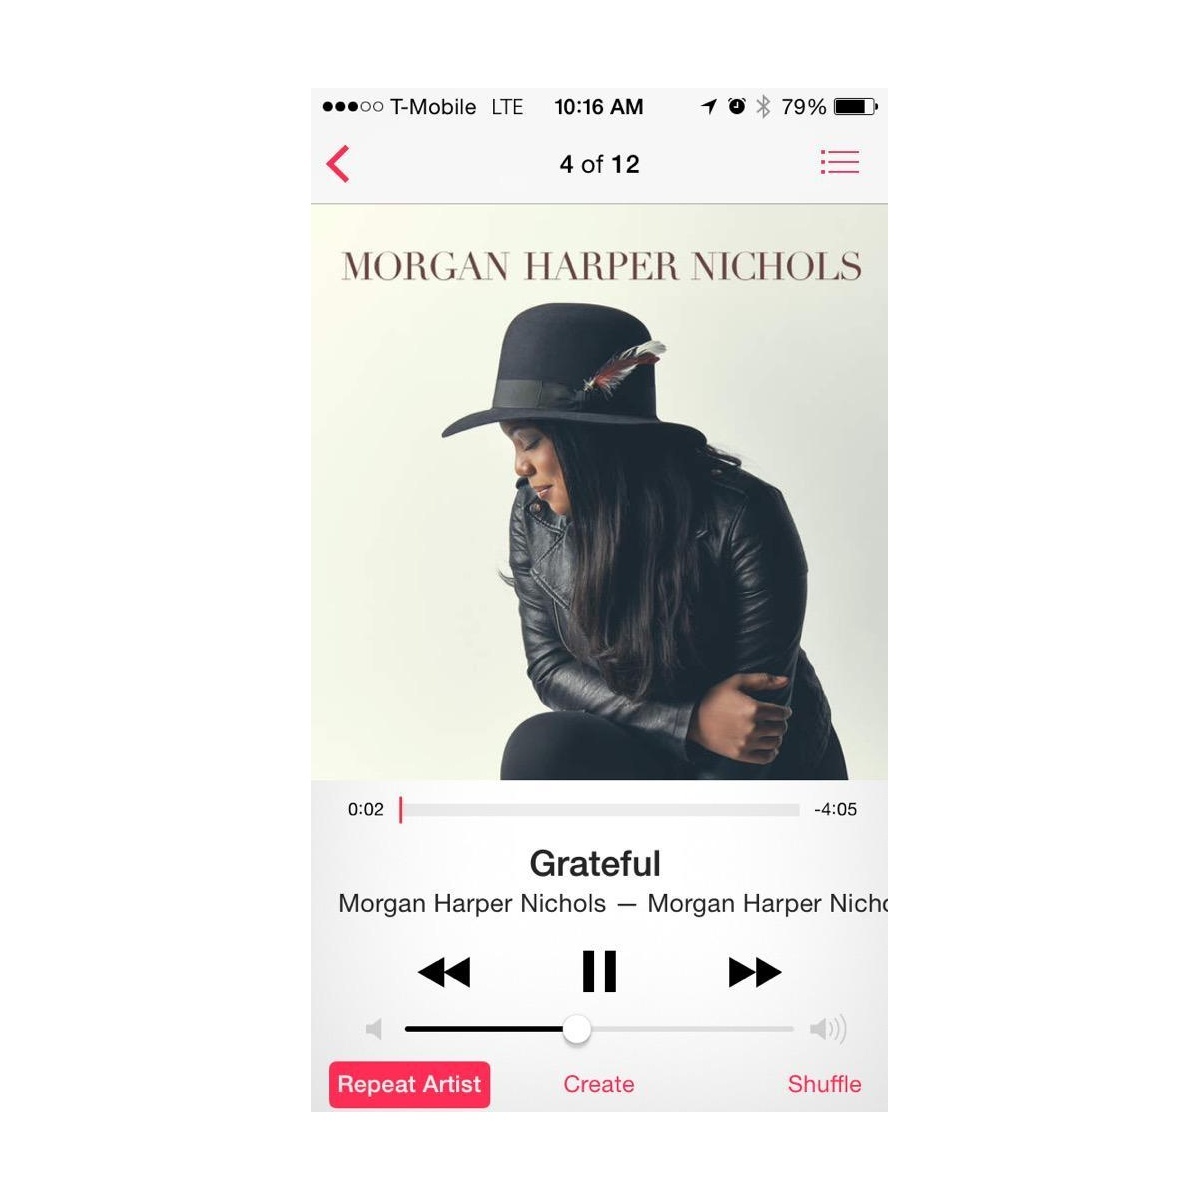 T-Mobile LTE 10:16 AM 79%
4 of 12
MORGAN HARPER NICHOLS
0:02 -4:05
Grateful
Morgan Harper Nichols — Morgan Harper Nicho
Repeat Artist Create Shuffle